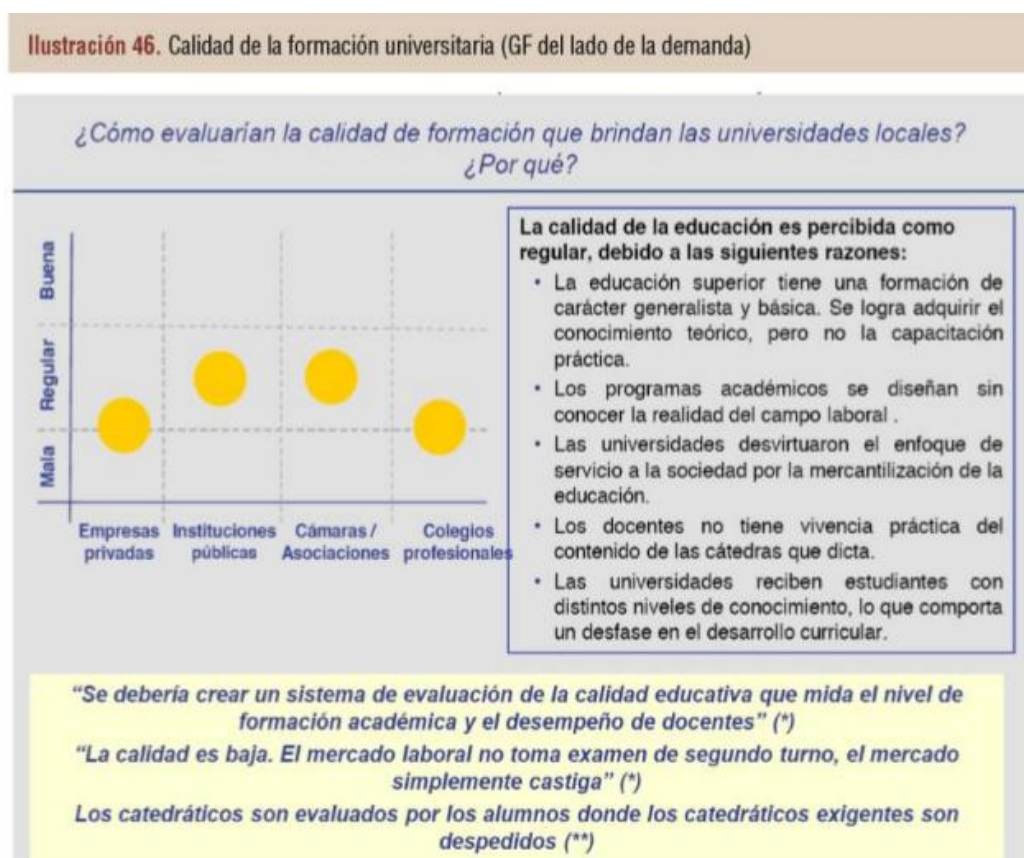 Ilustración 46. Calidad de la formación universitaria (GF del lado de la demanda)
¿Cómo evaluarían la calidad de formación que brindan las universidades locales?
¿Por qué?
Buena
Regular
Mala
Empresas privadas
Instituciones públicas
Cámaras / Asociaciones
Colegios profesionales
La calidad de la educación es percibida como
regular, debido a las siguientes razones:
• La educación superior tiene una formación de
carácter generalista y básica. Se logra adquirir el
conocimiento teórico, pero no la capacitación
práctica.
• Los programas académicos se diseñan sin
conocer la realidad del campo laboral .
• Las universidades desvirtuaron el enfoque de
servicio a la sociedad por la mercantilización de la
educación.
• Los docentes no tiene vivencia práctica del
contenido de las cátedras que dicta.
• Las universidades reciben estudiantes con
distintos niveles de conocimiento, lo que comporta
un desfase en el desarrollo curricular.
“Se debería crear un sistema de evaluación de la calidad educativa que mida el nivel de
formación académica y el desempeño de docentes” (*)
“La calidad es baja. El mercado laboral no toma examen de segundo turno, el mercado
simplemente castiga” (*)
Los catedráticos son evaluados por los alumnos donde los catedráticos exigentes son
despedidos (**)